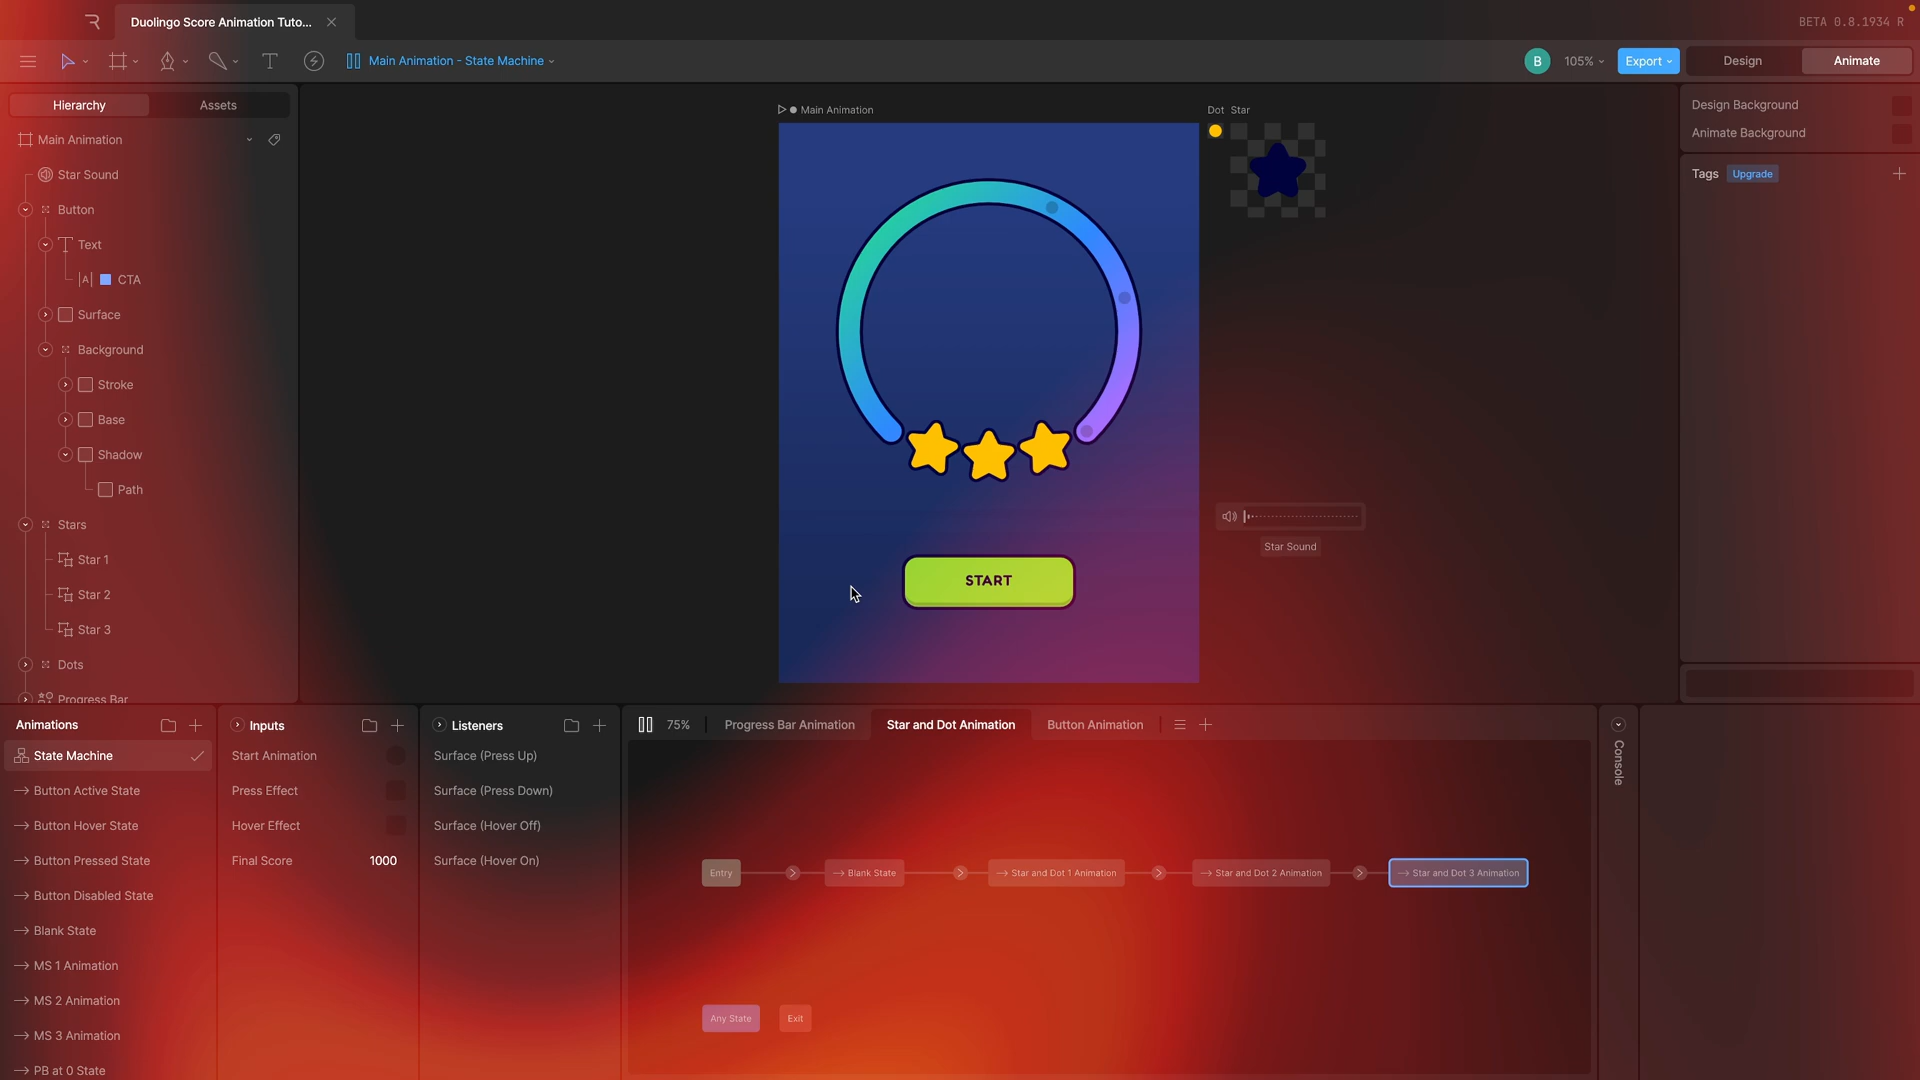 Duolingo Score Animation Tuto...
BETA 0.8.1934 R
Main Animation - State Machine
B
105%
Export
Design
Animate
Hierarchy
Assets
Main Animation
Star Sound
Button
Text
CTA
Surface
Background
Stroke
Base
Shadow
Path
Stars
Star 1
Star 2
Star 3
Dots
Progress Bar
Main Animation
Dot
Star
START
Star Sound
Design Background
Animate Background
Tags
Upgrade
Animations
State Machine
Button Active State
Button Hover State
Button Pressed State
Button Disabled State
Blank State
MS 1 Animation
MS 2 Animation
MS 3 Animation
PB at 0 State
Inputs
Start Animation
Press Effect
Hover Effect
Final Score 1000
Listeners
Surface (Press Up)
Surface (Press Down)
Surface (Hover Off)
Surface (Hover On)
75%
Progress Bar Animation
Star and Dot Animation
Button Animation
Entry
Blank State
Star and Dot 1 Animation
Star and Dot 2 Animation
Star and Dot 3 Animation
Any State
Exit
Console